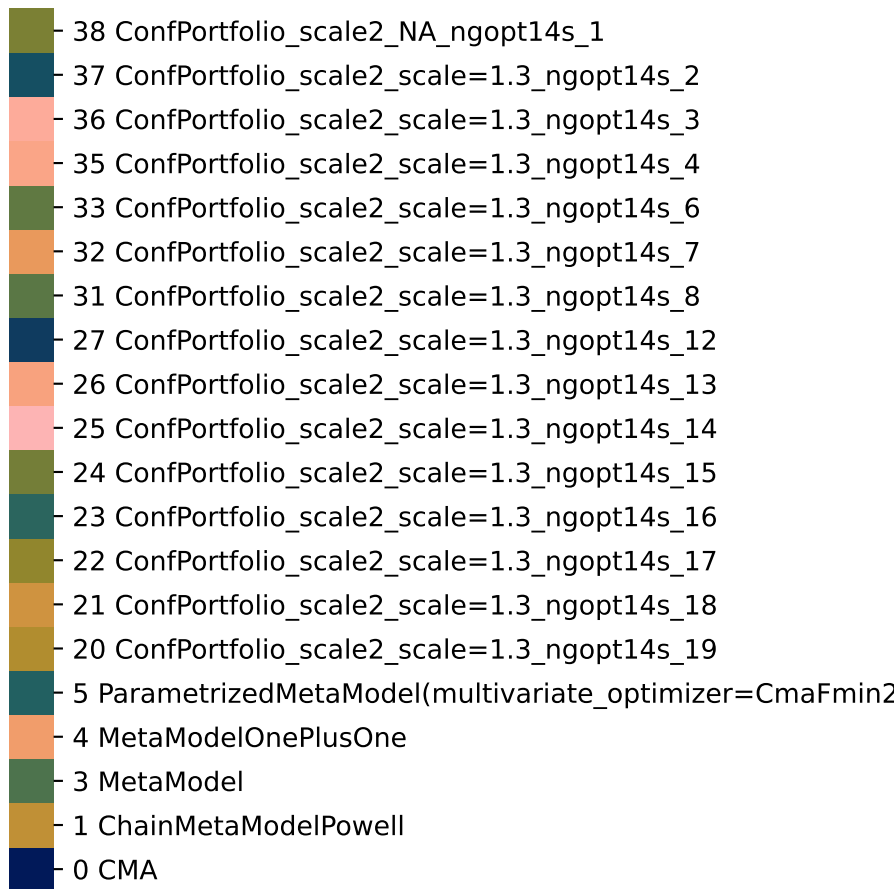 38 ConfPortfolio_scale2_NA_ngopt14s_1
37 ConfPortfolio_scale2_scale=1.3_ngopt14s_2
36 ConfPortfolio_scale2_scale=1.3_ngopt14s_3
35 ConfPortfolio_scale2_scale=1.3_ngopt14s_4
33 ConfPortfolio_scale2_scale=1.3_ngopt14s_6
32 ConfPortfolio_scale2_scale=1.3_ngopt14s_7
31 ConfPortfolio_scale2_scale=1.3_ngopt14s_8
27 ConfPortfolio_scale2_scale=1.3_ngopt14s_12
26 ConfPortfolio_scale2_scale=1.3_ngopt14s_13
25 ConfPortfolio_scale2_scale=1.3_ngopt14s_14
24 ConfPortfolio_scale2_scale=1.3_ngopt14s_15
23 ConfPortfolio_scale2_scale=1.3_ngopt14s_16
22 ConfPortfolio_scale2_scale=1.3_ngopt14s_17
21 ConfPortfolio_scale2_scale=1.3_ngopt14s_18
20 ConfPortfolio_scale2_scale=1.3_ngopt14s_19
5 ParametrizedMetaModel(multivariate_optimizer=CmaFmin2
4 MetaModelOnePlusOne
3 MetaModel
1 ChainMetaModelPowell
0 CMA